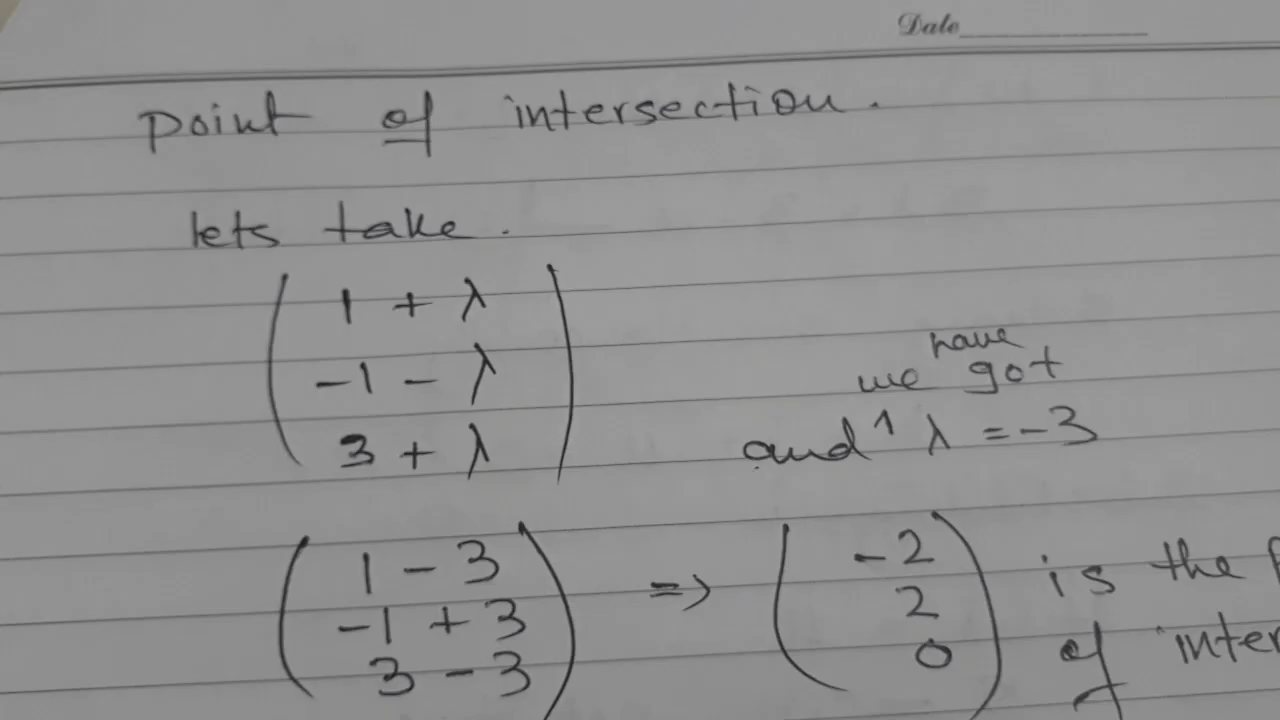 Date
point of intersection.
lets take.
1 + λ
-1 - λ
3 + λ
we have got
and λ = -3
1 - 3
-1 + 3
3 - 3
=>
-2
2
0
is the
of